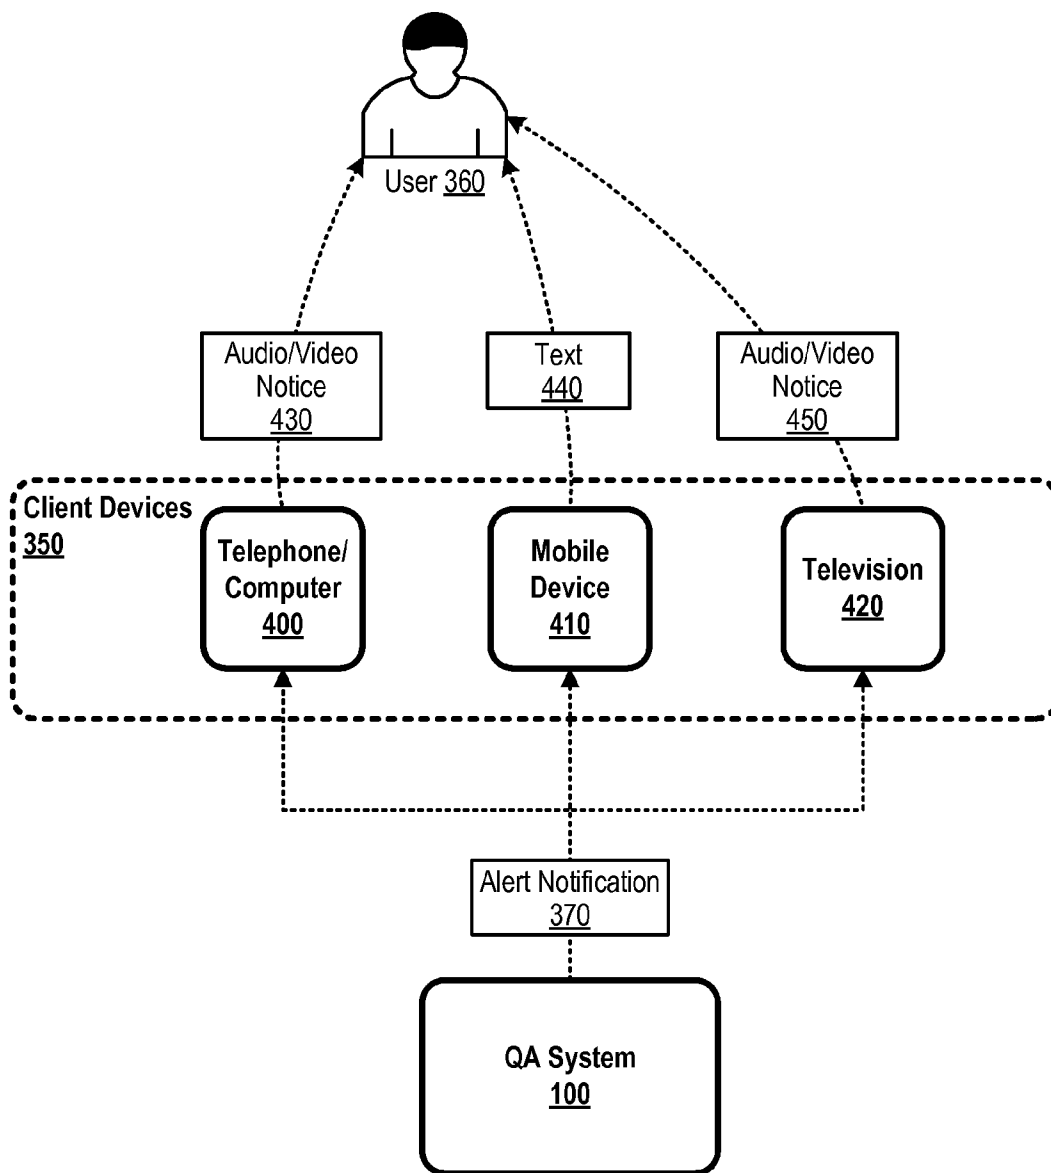 User 360
Audio/Video
Notice
430
Text
440
Audio/Video
Notice
450
Client Devices
350
Telephone/
Computer
400
Mobile
Device
410
Television
420
Alert Notification
370
QA System
100